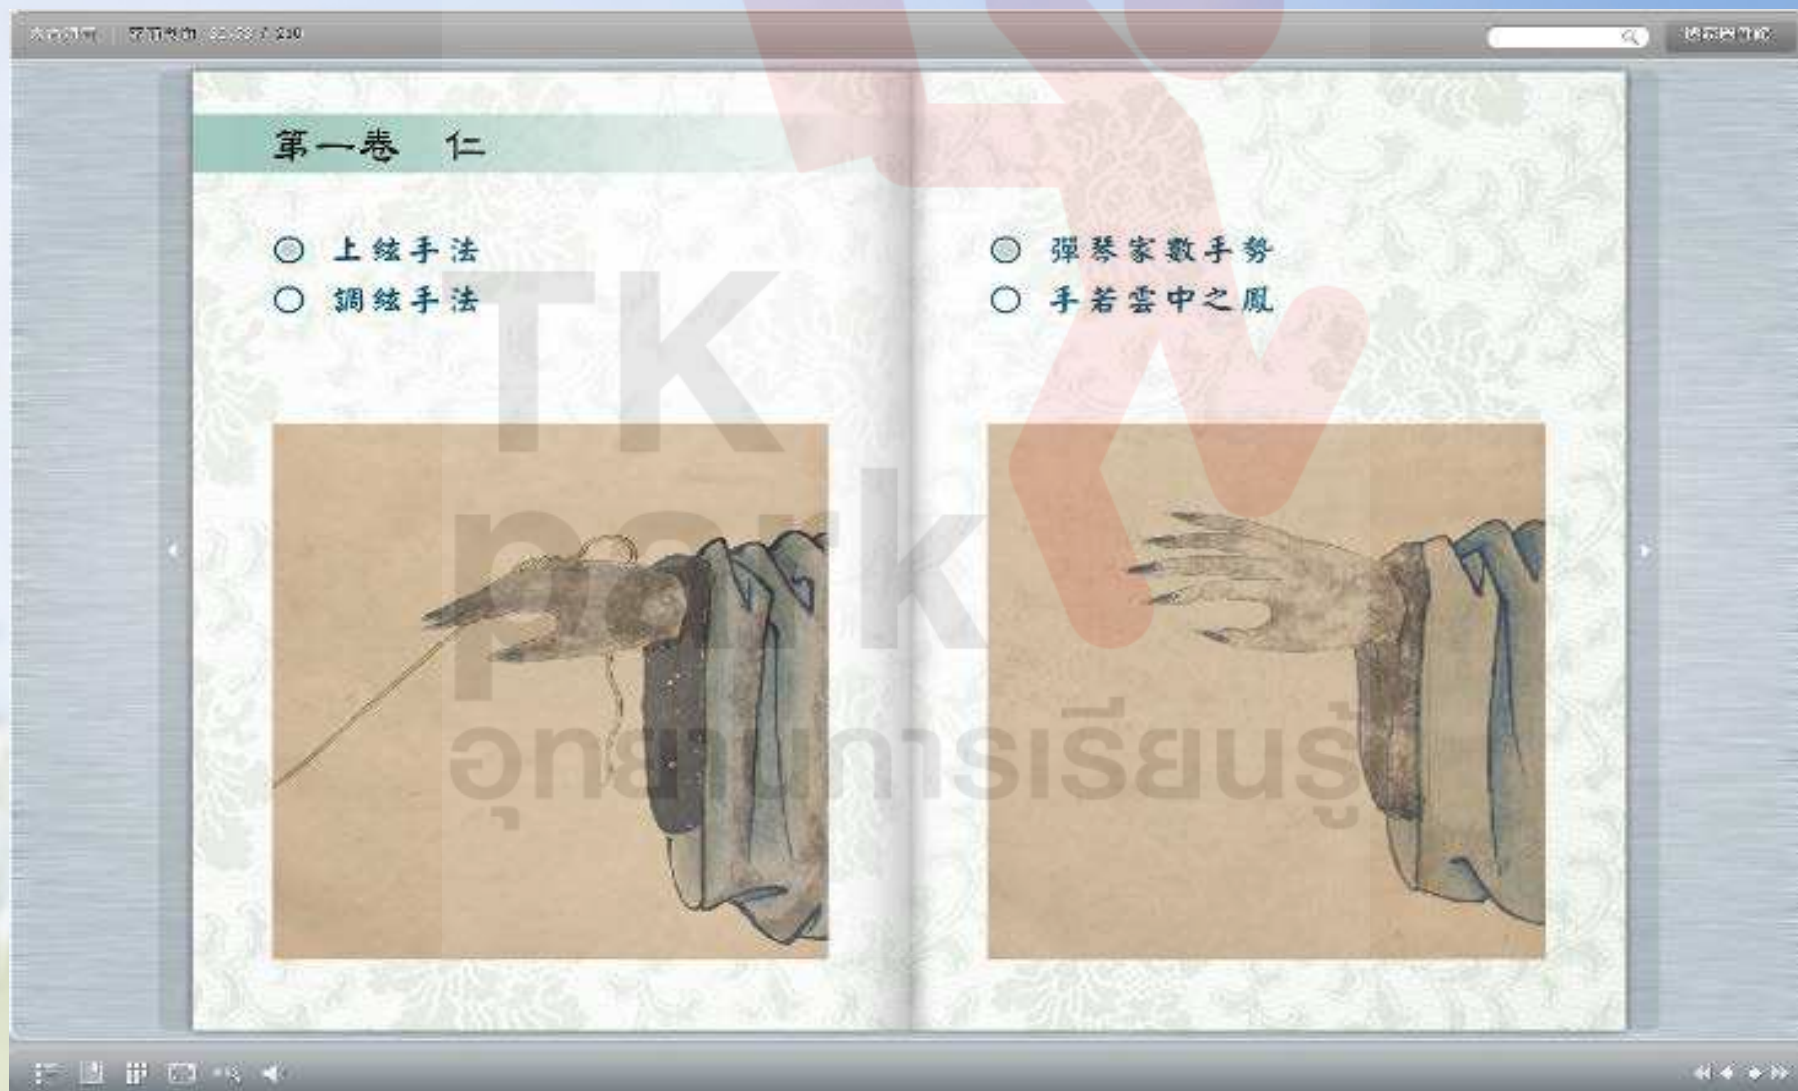 第一卷 仁
上絃手法
調絃手法
彈琴家數手勢
手若雲中之鳳
TK
park
อุทยานการเรียนรู้